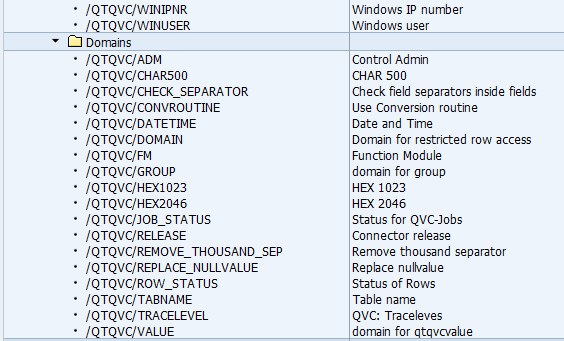 /QTQVC/WINIPNR Windows IP number
/QTQVC/WINUSER Windows user
Domains
/QTQVC/ADM Control Admin
/QTQVC/CHAR500 CHAR 500
/QTQVC/CHECK_SEPARATOR Check field separators inside fields
/QTQVC/CONVROUTINE Use Conversion routine
/QTQVC/DATETIME Date and Time
/QTQVC/DOMAIN Domain for restricted row access
/QTQVC/FM Function Module
/QTQVC/GROUP domain for group
/QTQVC/HEX1023 HEX 1023
/QTQVC/HEX2046 HEX 2046
/QTQVC/JOB_STATUS Status for QVC-Jobs
/QTQVC/RELEASE Connector release
/QTQVC/REMOVE_THOUSAND_SEP Remove thousand separator
/QTQVC/REPLACE_NULLVALUE Replace nullvalue
/QTQVC/ROW_STATUS Status of Rows
/QTQVC/TABNAME Table name
/QTQVC/TRACELEVEL QVC: Traceleves
/QTQVC/VALUE domain for qtqvcvalue